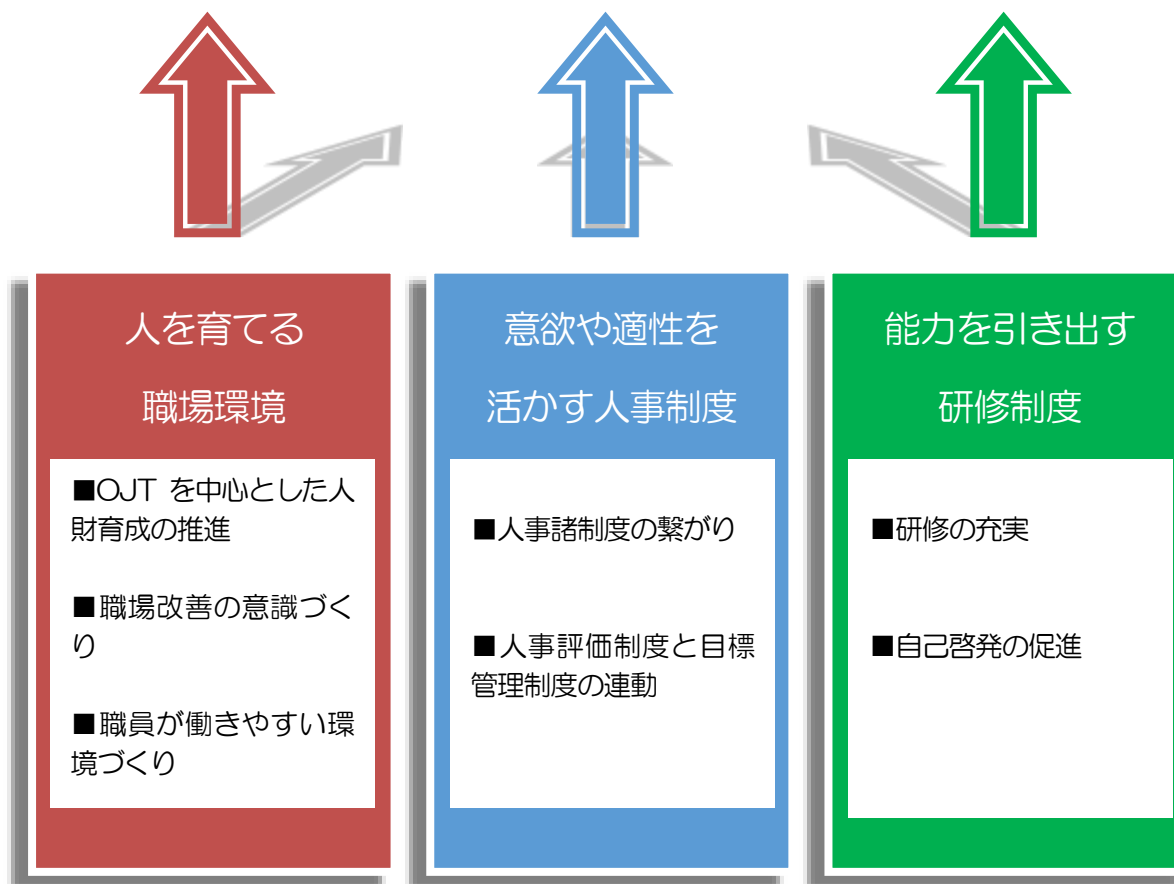 人を育てる
職場環境
■OJT を中心とした人
財育成の推進
■職場改善の意識づく
り
■職員が働きやすい環
境づくり
意欲や適性を
活かす人事制度
■人事諸制度の繋がり
■人事評価制度と目標
管理制度の連動
能力を引き出す
研修制度
■研修の充実
■自己啓発の促進